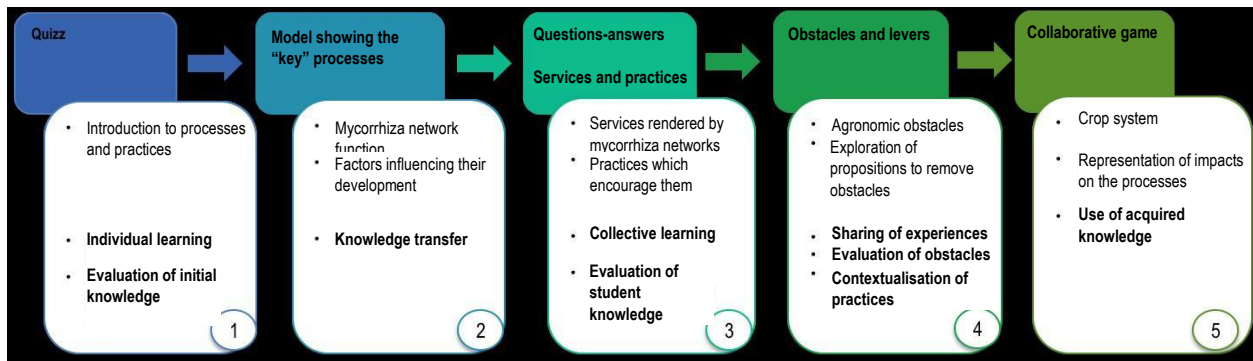 Quizz
• Introduction to processes
and practices
• Individual learning
• Evaluation of initial
knowledge
1
Model showing the
“key” processes
• Mycorrhiza network
function
• Factors influencing their
development
• Knowledge transfer
2
Questions-answers
Services and practices
• Services rendered by
mycorrhiza networks
• Practices which
encourage them
• Collective learning
• Evaluation of
student
knowledge
3
Obstacles and levers
• Agronomic obstacles
• Exploration of
propositions to remove
obstacles
• Sharing of experiences
• Evaluation of obstacles
• Contextualisation of
practices
4
Collaborative game
• Crop system
• Representation of impacts
on the processes
• Use of acquired
knowledge
5